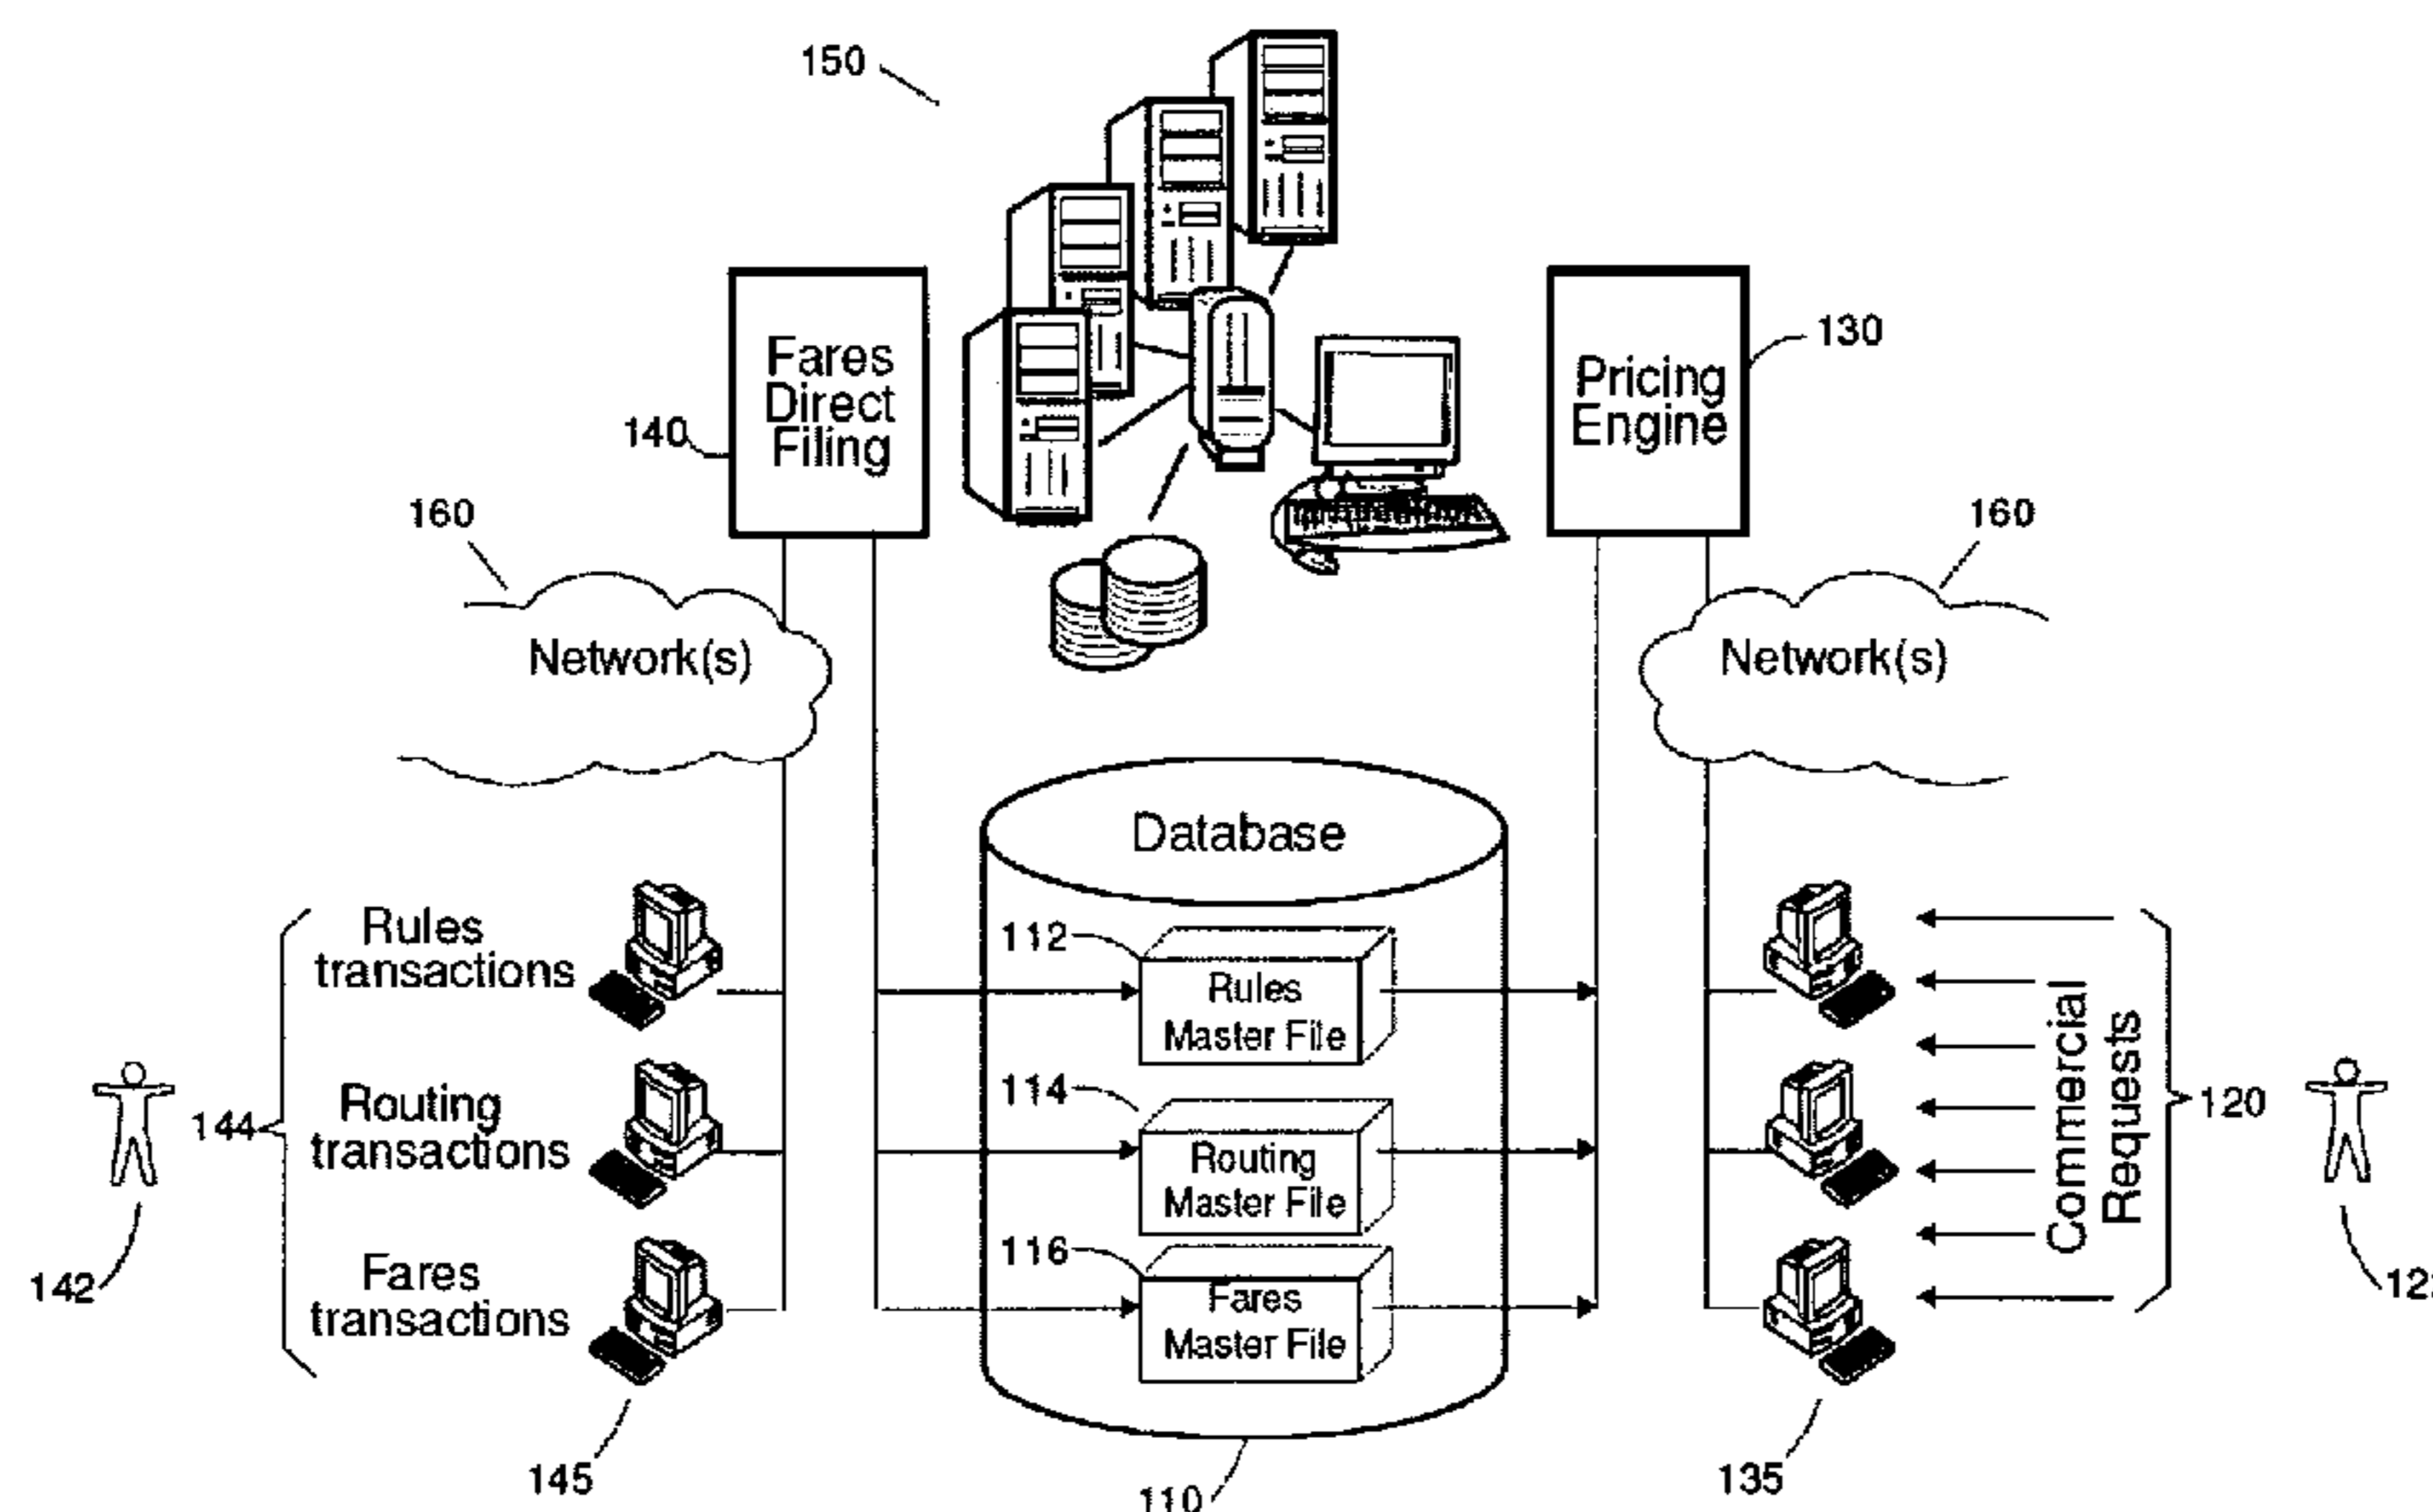 150
Fares
Direct
Filing
140
Pricing
Engine
130
160
Network(s)
160
Network(s)
Database
Rules
transactions
Routing
transactions
Fares
transactions
144
142
145
112
Rules
Master File
114
Routing
Master File
116
Fares
Master File
110
Commercial
Requests
120
135